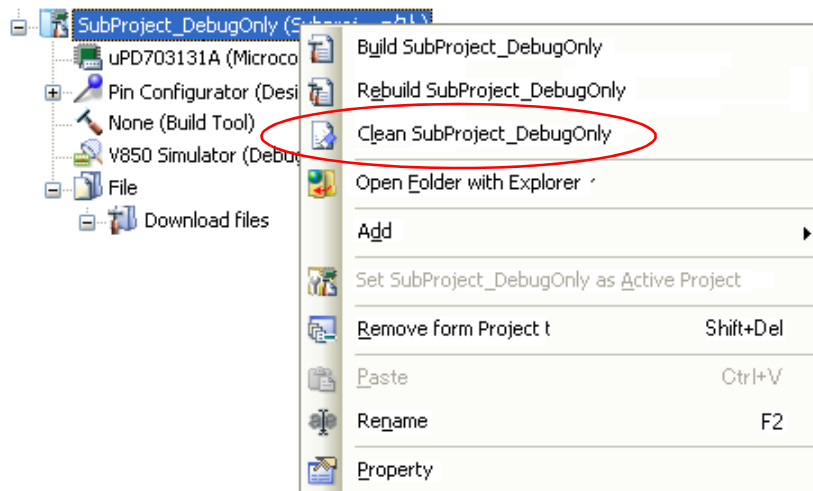 SubProject_DebugOnly
uPD703131A (Microco
Pin Configurator (Desi
None (Build Tool)
V850 Simulator (Debug
File
Download files
Build SubProject_DebugOnly
Rebuild SubProject_DebugOnly
Clean SubProject_DebugOnly
Open Folder with Explorer
Add
Set SubProject_DebugOnly as Active Project
Remove form Project t Shift+Del
Paste Ctrl+V
Rename F2
Property